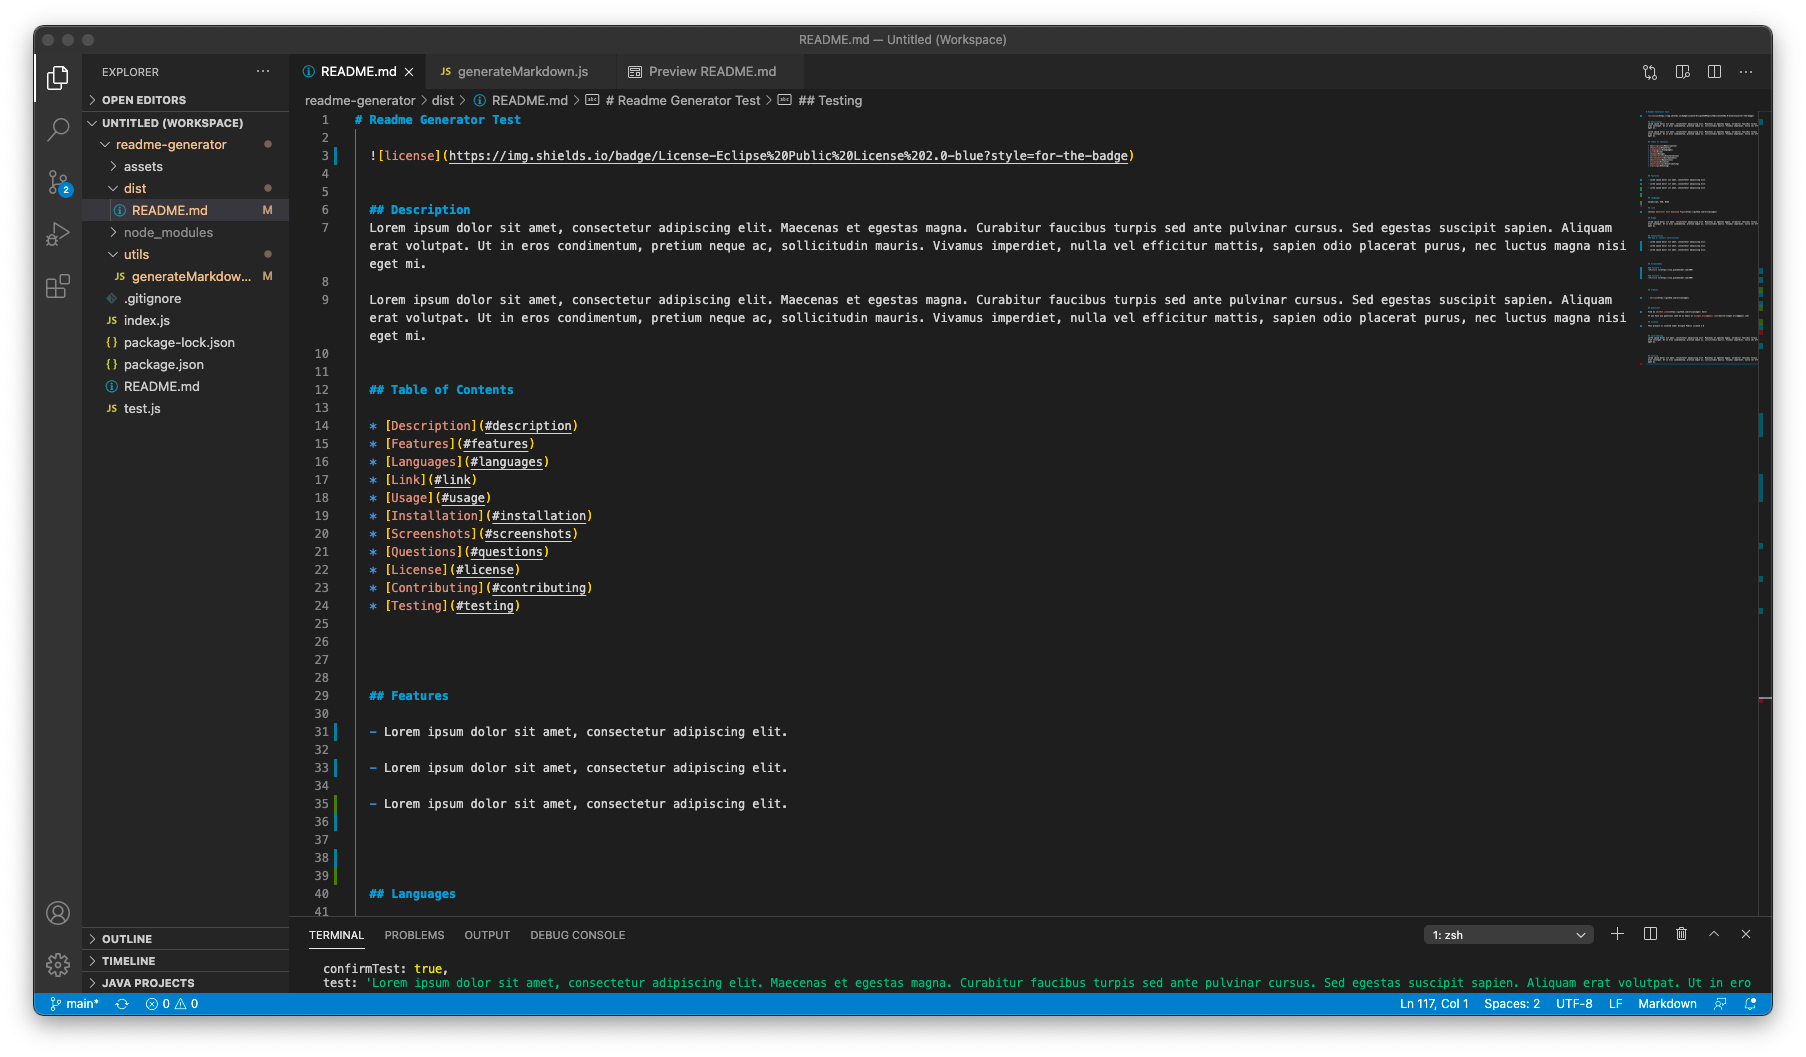 README.md — Untitled (Workspace)
EXPLORER
OPEN EDITORS
UNTITLED (WORKSPACE)
readme-generator
assets
dist
README.md M
node_modules
utils
JS generateMarkdow... M
.gitignore
JS index.js
{} package-lock.json
{} package.json
README.md
JS test.js
OUTLINE
TIMELINE
JAVA PROJECTS
2
README.md
JS generateMarkdown.js
Preview README.md
readme-generator > dist > README.md > # Readme Generator Test > ## Testing
1 # Readme Generator Test
2
3 ![license](https://img.shields.io/badge/License-Eclipse%20Public%20License%202.0-blue?style=for-the-badge)
4
5
6 ## Description
7 Lorem ipsum dolor sit amet, consectetur adipiscing elit. Maecenas et egestas magna. Curabitur faucibus turpis sed ante pulvinar cursus. Sed egestas suscipit sapien. Aliquam
erat volutpat. Ut in eros condimentum, pretium neque ac, sollicitudin mauris. Vivamus imperdiet, nulla vel efficitur mattis, sapien odio placerat purus, nec luctus magna nisi
eget mi.
8
9 Lorem ipsum dolor sit amet, consectetur adipiscing elit. Maecenas et egestas magna. Curabitur faucibus turpis sed ante pulvinar cursus. Sed egestas suscipit sapien. Aliquam
erat volutpat. Ut in eros condimentum, pretium neque ac, sollicitudin mauris. Vivamus imperdiet, nulla vel efficitur mattis, sapien odio placerat purus, nec luctus magna nisi
eget mi.
10
11
12 ## Table of Contents
13
14 * [Description](#description)
15 * [Features](#features)
16 * [Languages](#languages)
17 * [Link](#link)
18 * [Usage](#usage)
19 * [Installation](#installation)
20 * [Screenshots](#screenshots)
21 * [Questions](#questions)
22 * [License](#license)
23 * [Contributing](#contributing)
24 * [Testing](#testing)
25
26
27
28
29 ## Features
30
31 - Lorem ipsum dolor sit amet, consectetur adipiscing elit.
32
33 - Lorem ipsum dolor sit amet, consectetur adipiscing elit.
34
35 - Lorem ipsum dolor sit amet, consectetur adipiscing elit.
36
37
38
39
40 ## Languages
41
TERMINAL PROBLEMS OUTPUT DEBUG CONSOLE
1: zsh
confirmTest: true,
test: 'Lorem ipsum dolor sit amet, consectetur adipiscing elit. Maecenas et egestas magna. Curabitur faucibus turpis sed ante pulvinar cursus. Sed egestas suscipit sapien. Aliquam erat volutpat. Ut in ero
main* 0 0
Ln 117, Col 1 Spaces: 2 UTF-8 LF Markdown